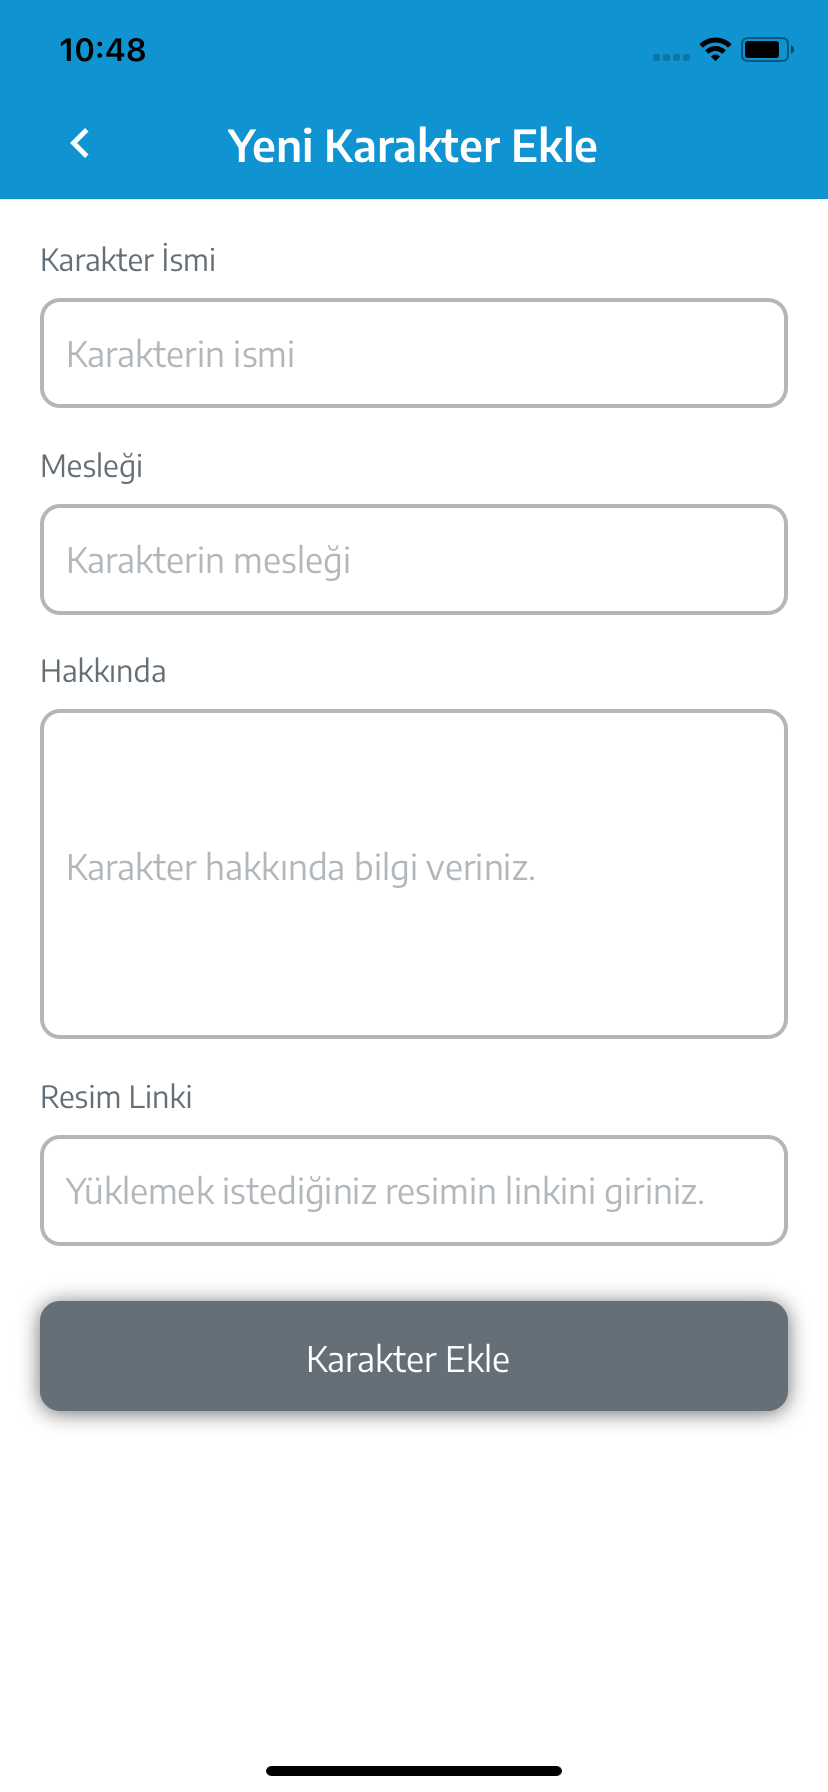 10:48
Yeni Karakter Ekle
Karakter İsmi
Karakterin ismi
Mesleği
Karakterin mesleği
Hakkında
Karakter hakkında bilgi veriniz.
Resim Linki
Yüklemek istediğiniz resimin linkini giriniz.
Karakter Ekle